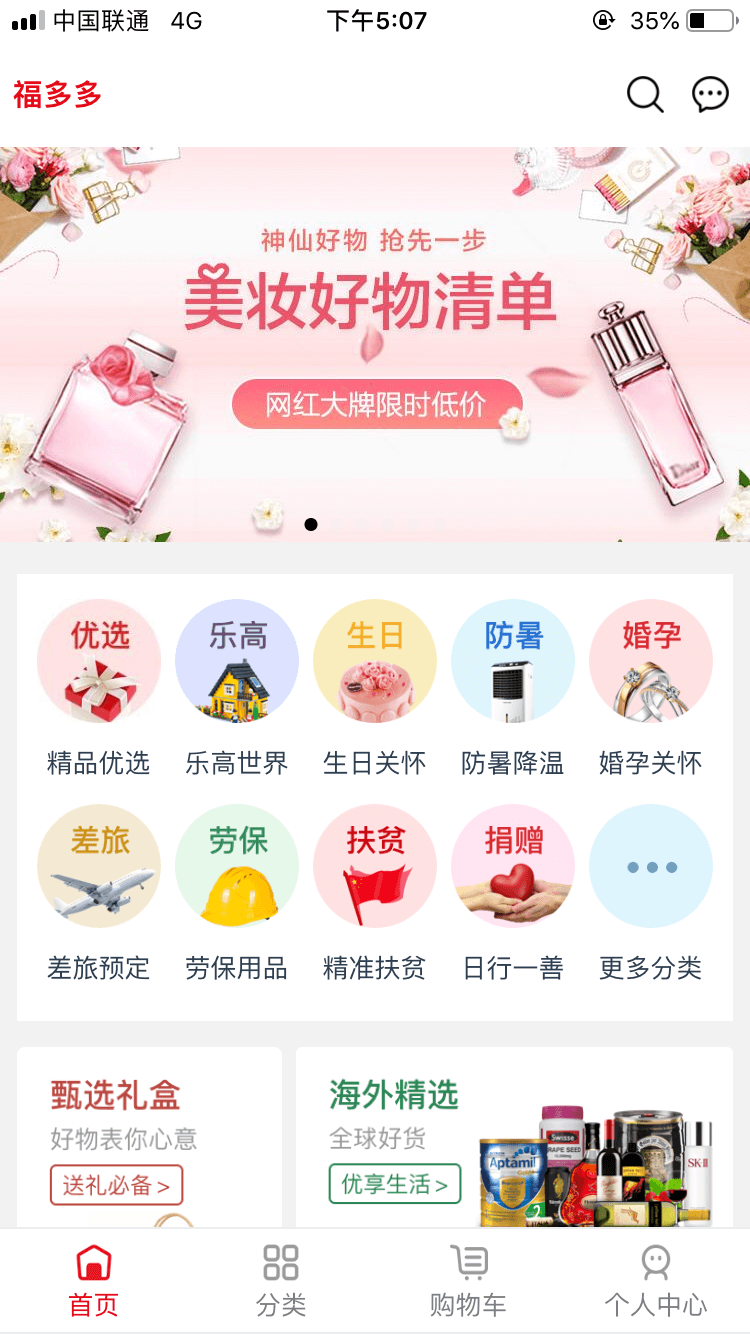 中国联通 4G 下午5:07 35%
福多多
神仙好物 抢先一步
美妆好物清单
网红大牌限时低价
Dior
优选 乐高 生日 防暑 婚孕
精品优选 乐高世界 生日关怀 防暑降温 婚孕关怀
差旅 劳保 扶贫 捐赠
差旅预定 劳保用品 精准扶贫 日行一善 更多分类
甄选礼盒
好物表你心意
送礼必备 >
海外精选
全球好货
优享生活 >
Swisse
GRAPE SEED
Aptamil
SK-II
2
首页 分类 购物车 个人中心